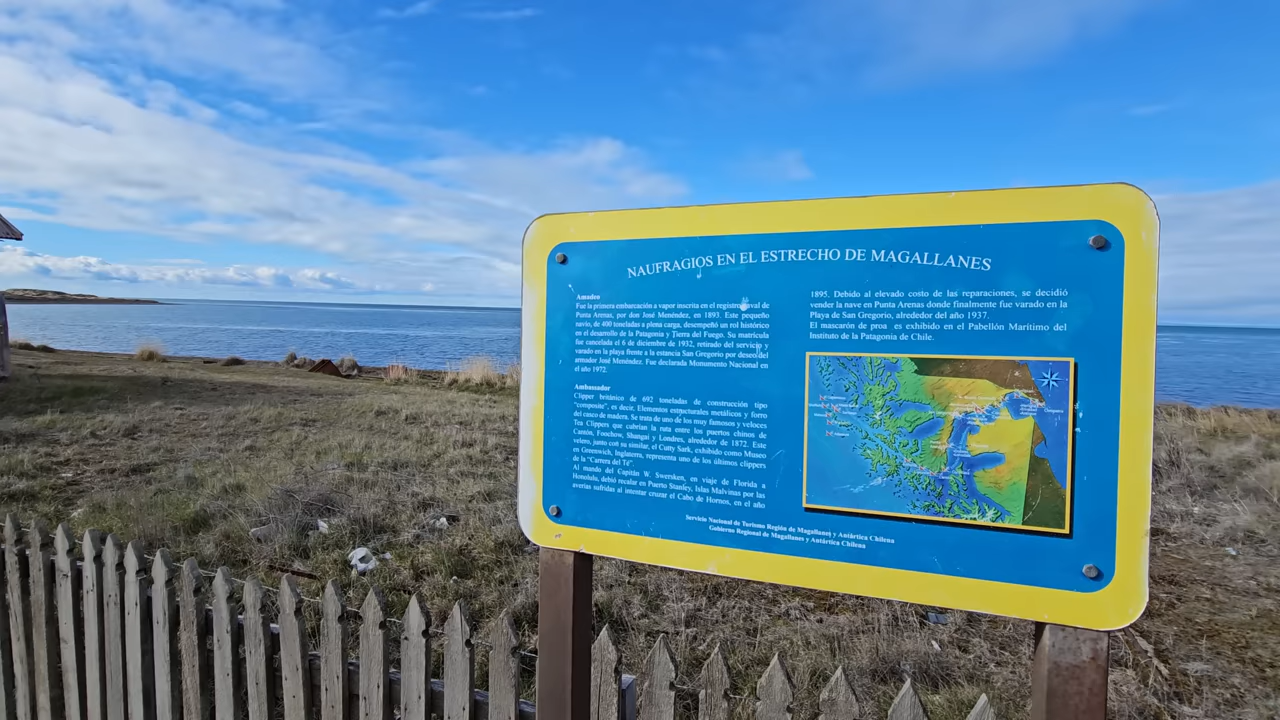 NAUFRAGIOS EN EL ESTRECHO DE MAGALLANES
Amadeo
Fue la primera embarcación a vapor inscrita en el registro naval de
Punta Arenas, por don José Menéndez, en 1893. Este pequeño
navío, de 400 toneladas a plena carga, desempeñó un rol histórico
en el desarrollo de la Patagonia y Tierra del Fuego. Su matrícula
fue cancelada el 6 de diciembre de 1932, retirado del servicio y
varado en la playa frente a la estancia San Gregorio por deseo del
armador José Menéndez. Fue declarada Monumento Nacional en
el año 1972.
Ambassador
Clipper británico de 692 toneladas de construcción tipo
"composite", es decir, Elementos estructurales metálicos y forro
del casco de madera. Se trata de uno de los muy famosos y veloces
Tea Clippers que cubrían la ruta entre los puertos chinos de
Cantón, Foochow, Shangai y Londres, alrededor de 1872. Este
velero, junto con su similar, el Cutty Sark, exhibido como Museo
en Greenwich, Inglaterra, representa uno de los últimos clippers
de la "Carrera del Té".
Al mando del Capitán W. Swersken, en viaje de Florida a
Honolulu, debió recalar en Puerto Stanley, Islas Malvinas por las
averías sufridas al intentar cruzar el Cabo de Hornos, en el año
1895. Debido al elevado costo de las reparaciones, se decidió
vender la nave en Punta Arenas donde finalmente fue varado en la
Playa de San Gregorio, alrededor del año 1937.
El mascarón de proa es exhibido en el Pabellón Marítimo del
Instituto de la Patagonia de Chile.
Servicio Nacional de Turismo Región de Magallanes y Antártica Chilena
Gobierno Regional de Magallanes y Antártica Chilena